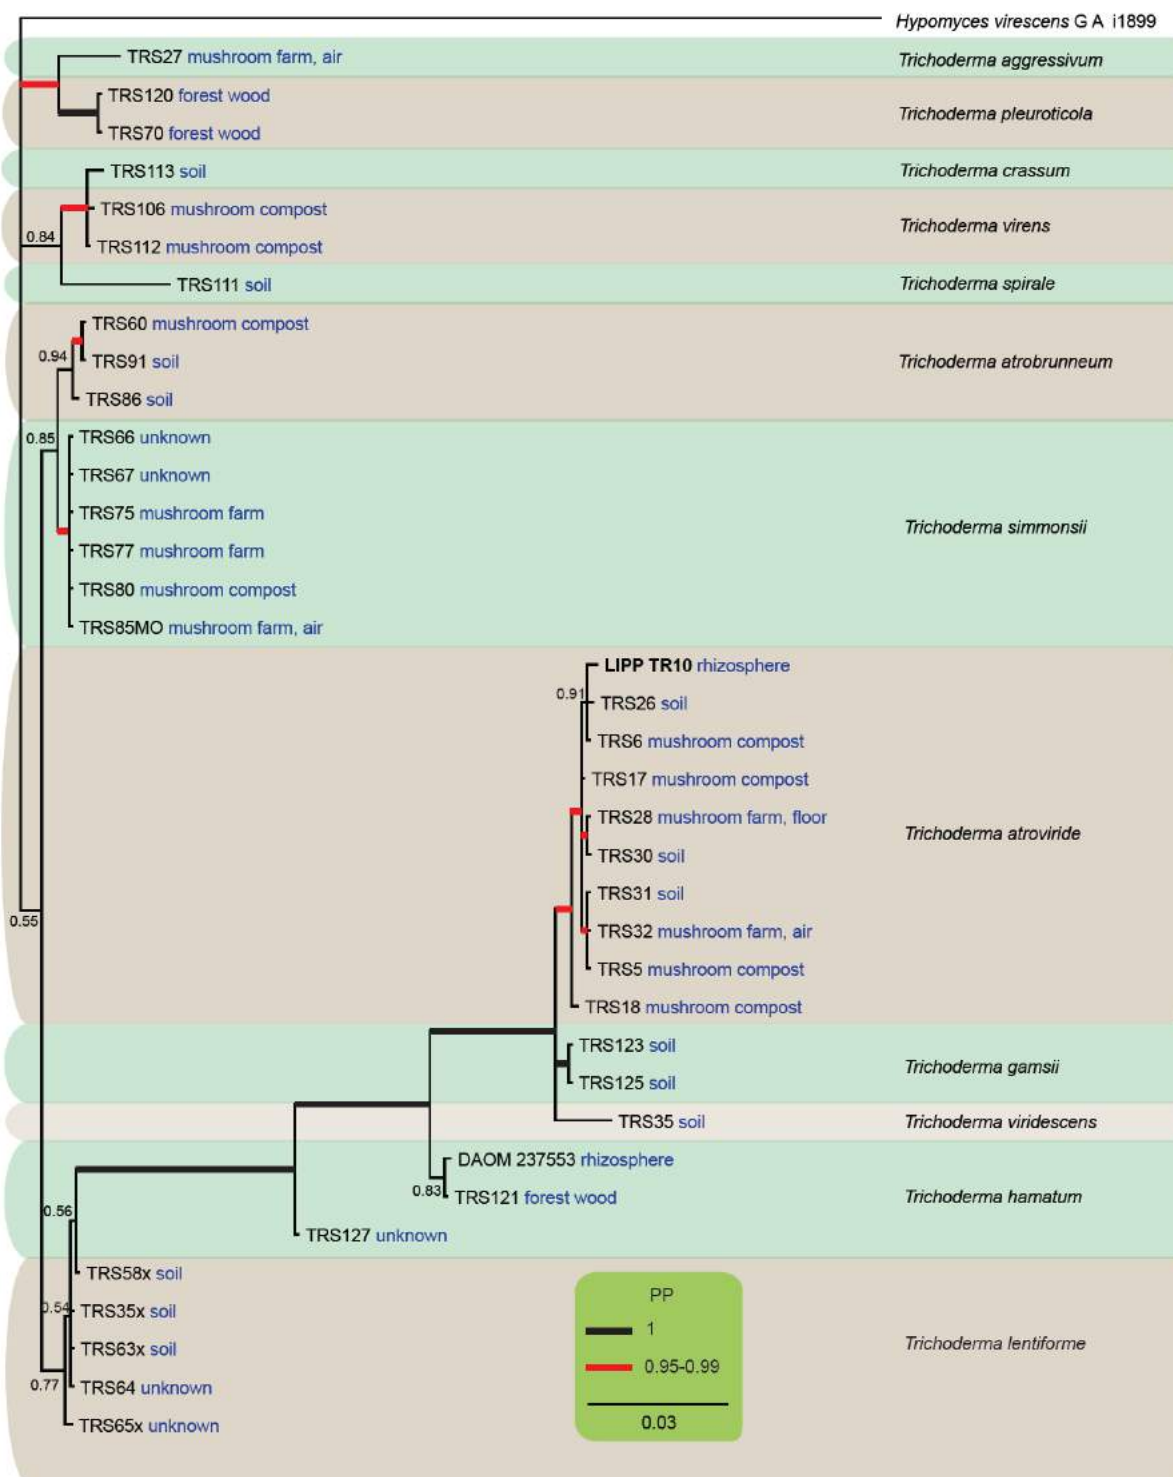 Hypomyces virescens G A i1899
TRS27 mushroom farm, air
Trichoderma aggressivum
TRS120 forest wood
TRS70 forest wood
Trichoderma pleuroticola
TRS113 soil
Trichoderma crassum
TRS106 mushroom compost
TRS112 mushroom compost
Trichoderma virens
0.84
TRS111 soil
Trichoderma spirale
TRS60 mushroom compost
0.94
TRS91 soil
Trichoderma atrobrunneum
TRS86 soil
0.85
TRS66 unknown
TRS67 unknown
TRS75 mushroom farm
Trichoderma simmonsii
TRS77 mushroom farm
TRS80 mushroom compost
TRS85MO mushroom farm, air
LIPP TR10 rhizosphere
0.91
TRS26 soil
TRS6 mushroom compost
TRS17 mushroom compost
TRS28 mushroom farm, floor
Trichoderma atroviride
TRS30 soil
TRS31 soil
0.55
TRS32 mushroom farm, air
TRS5 mushroom compost
TRS18 mushroom compost
TRS123 soil
Trichoderma gamsii
TRS125 soil
TRS35 soil
Trichoderma viridescens
DAOM 237553 rhizosphere
0.83
TRS121 forest wood
Trichoderma hamatum
0.56
TRS127 unknown
TRS58x soil
0.54
TRS35x soil
TRS63x soil
Trichoderma lentiforme
0.77
TRS64 unknown
TRS65x unknown
PP
1
0.95-0.99
0.03